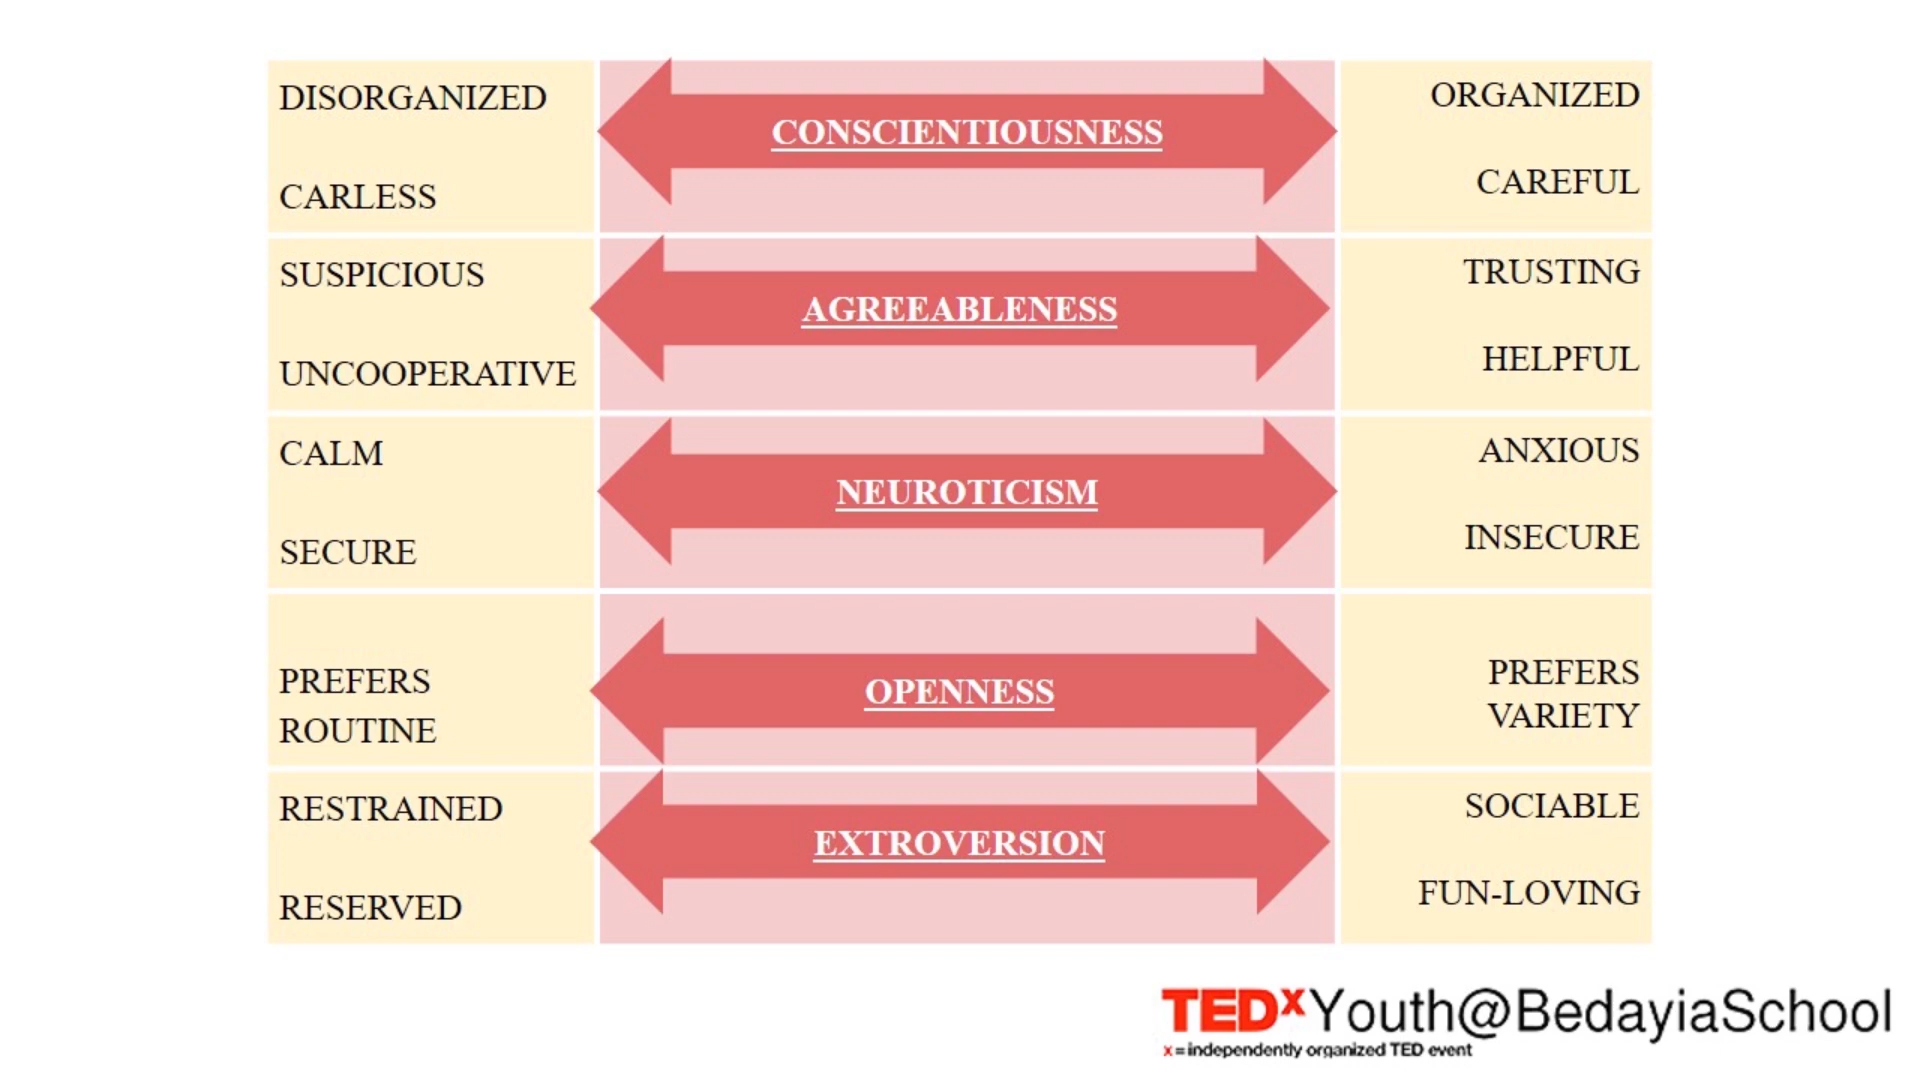 DISORGANIZED
CARLESS
CONSCIENTIOUSNESS
ORGANIZED
CAREFUL
SUSPICIOUS
UNCOOPERATIVE
AGREEABLENESS
TRUSTING
HELPFUL
CALM
SECURE
NEUROTICISM
ANXIOUS
INSECURE
PREFERS
ROUTINE
OPENNESS
PREFERS
VARIETY
RESTRAINED
RESERVED
EXTROVERSION
SOCIABLE
FUN-LOVING
TEDxYouth@BedayiaSchool
x = independently organized TED event